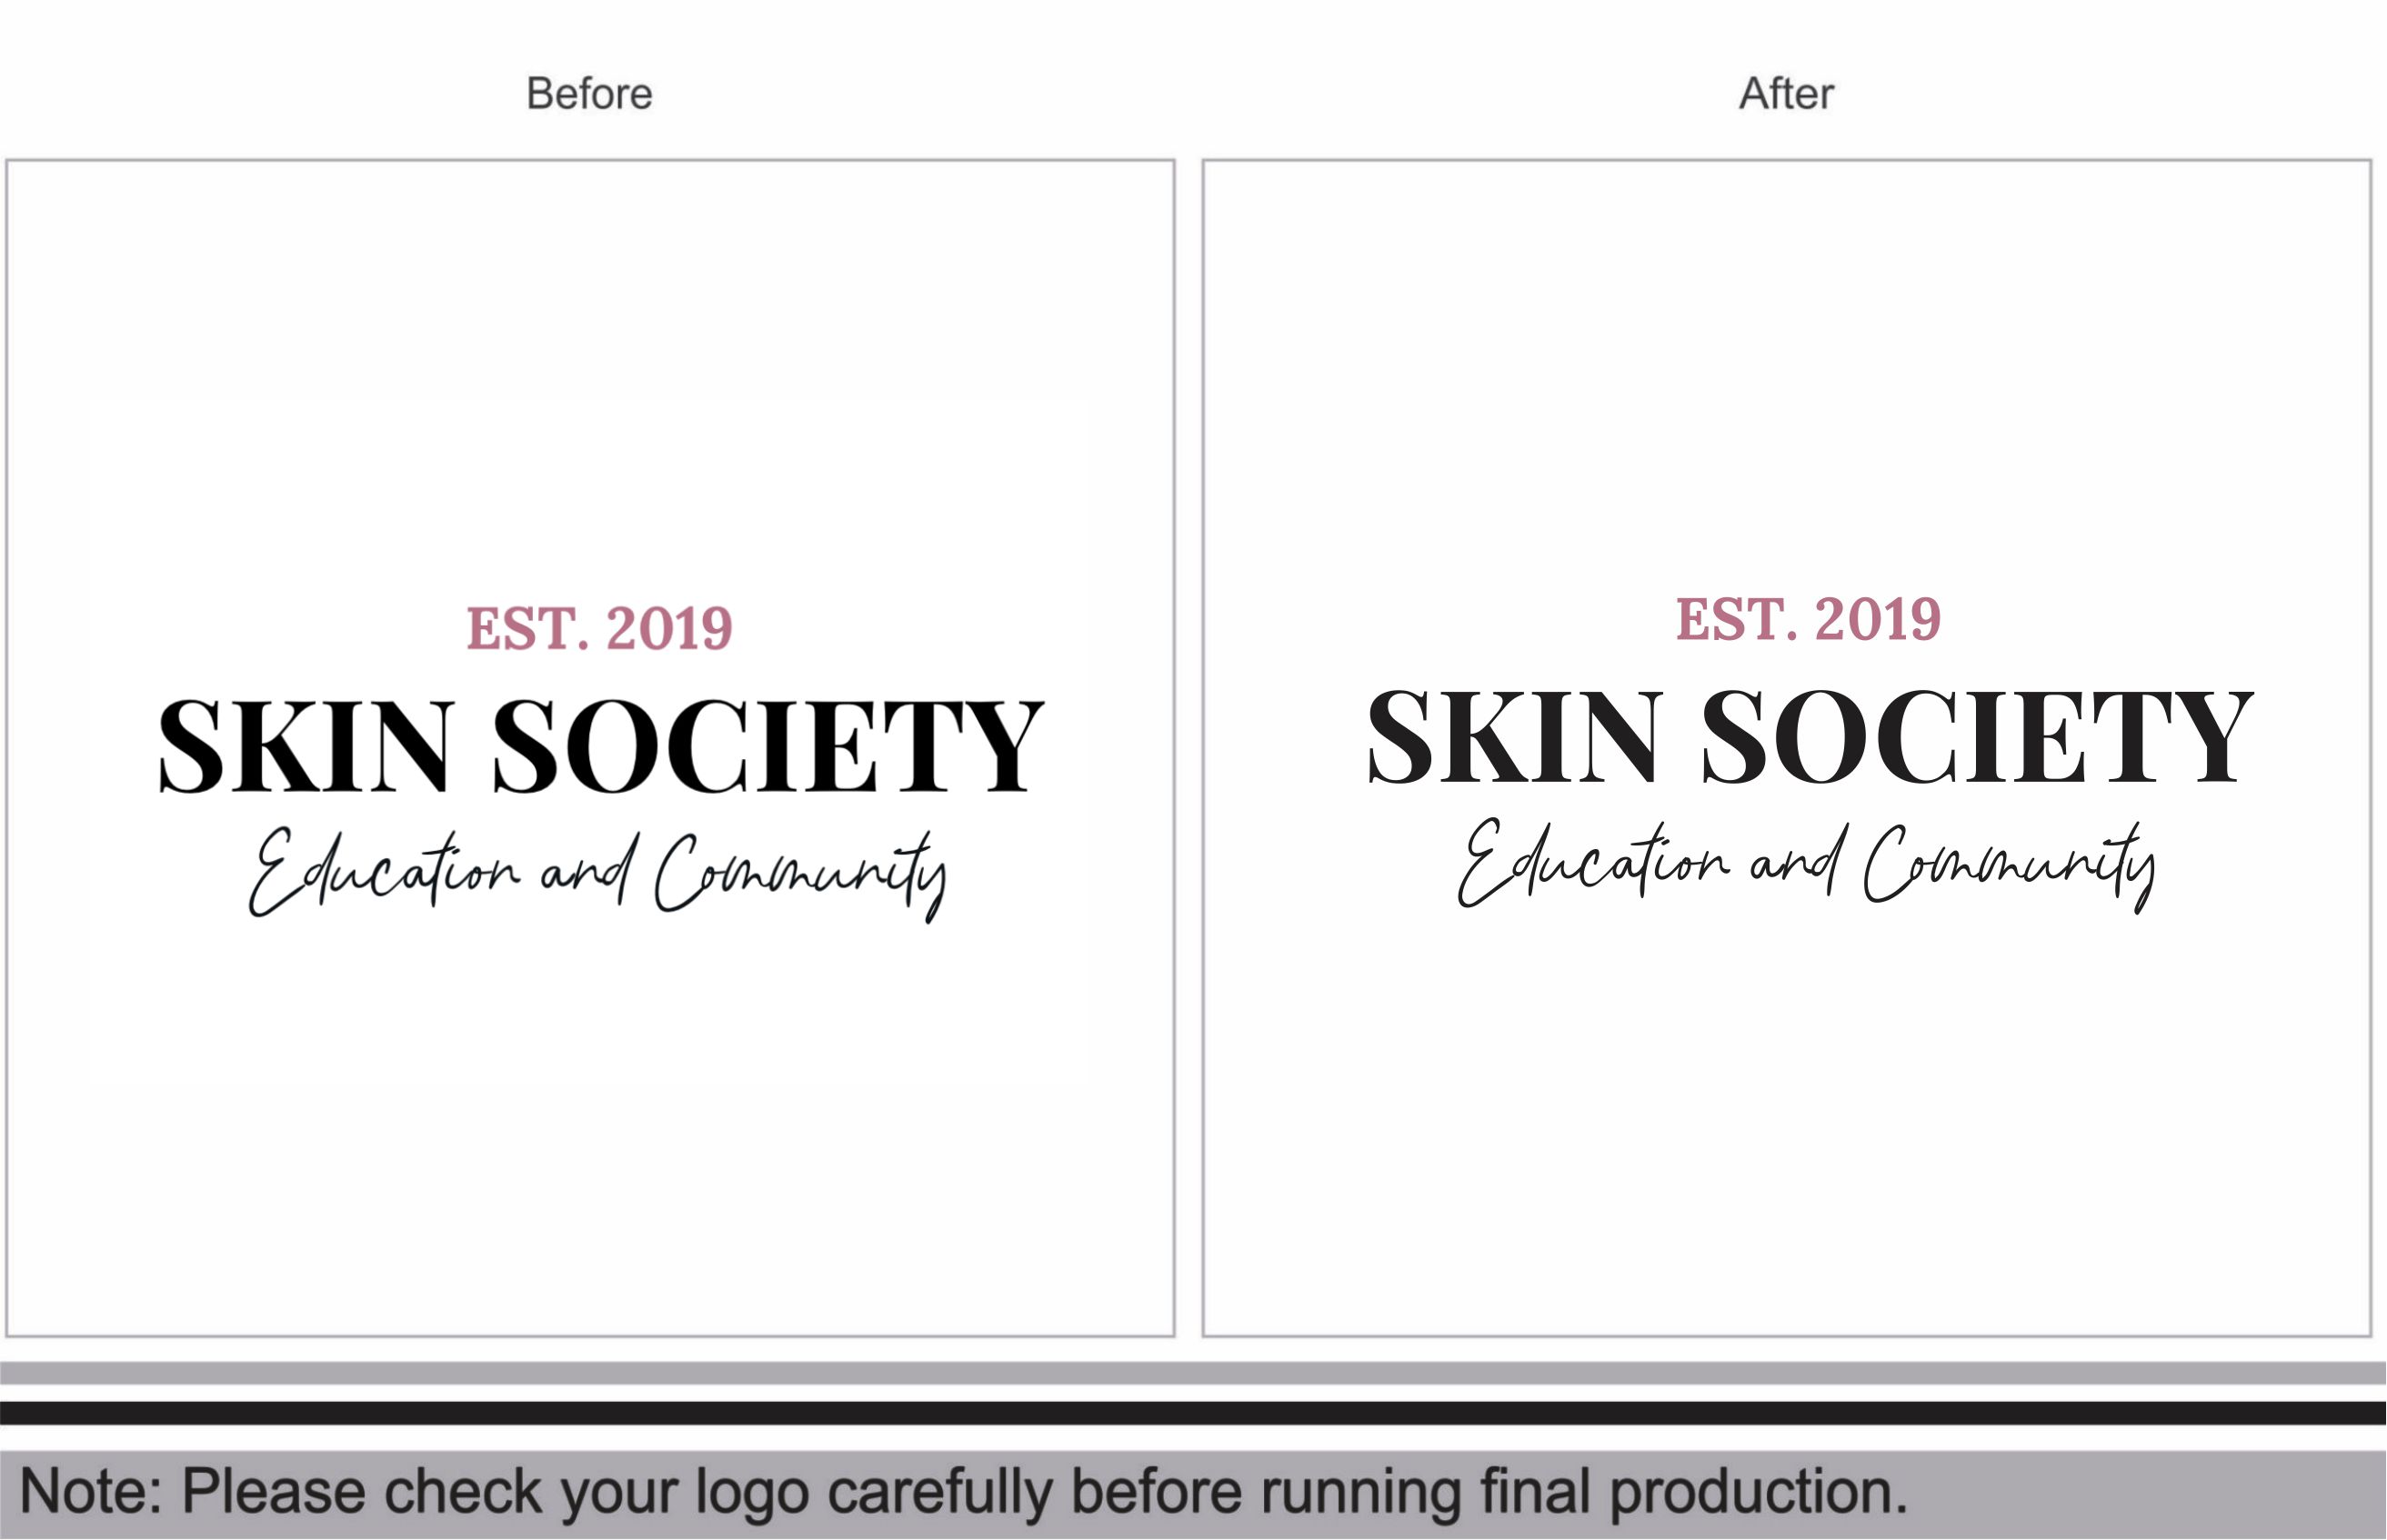 Before
After
EST. 2019
SKIN SOCIETY
Education and Community
EST. 2019
SKIN SOCIETY
Education and Community
Note: Please check your logo carefully before running final production.